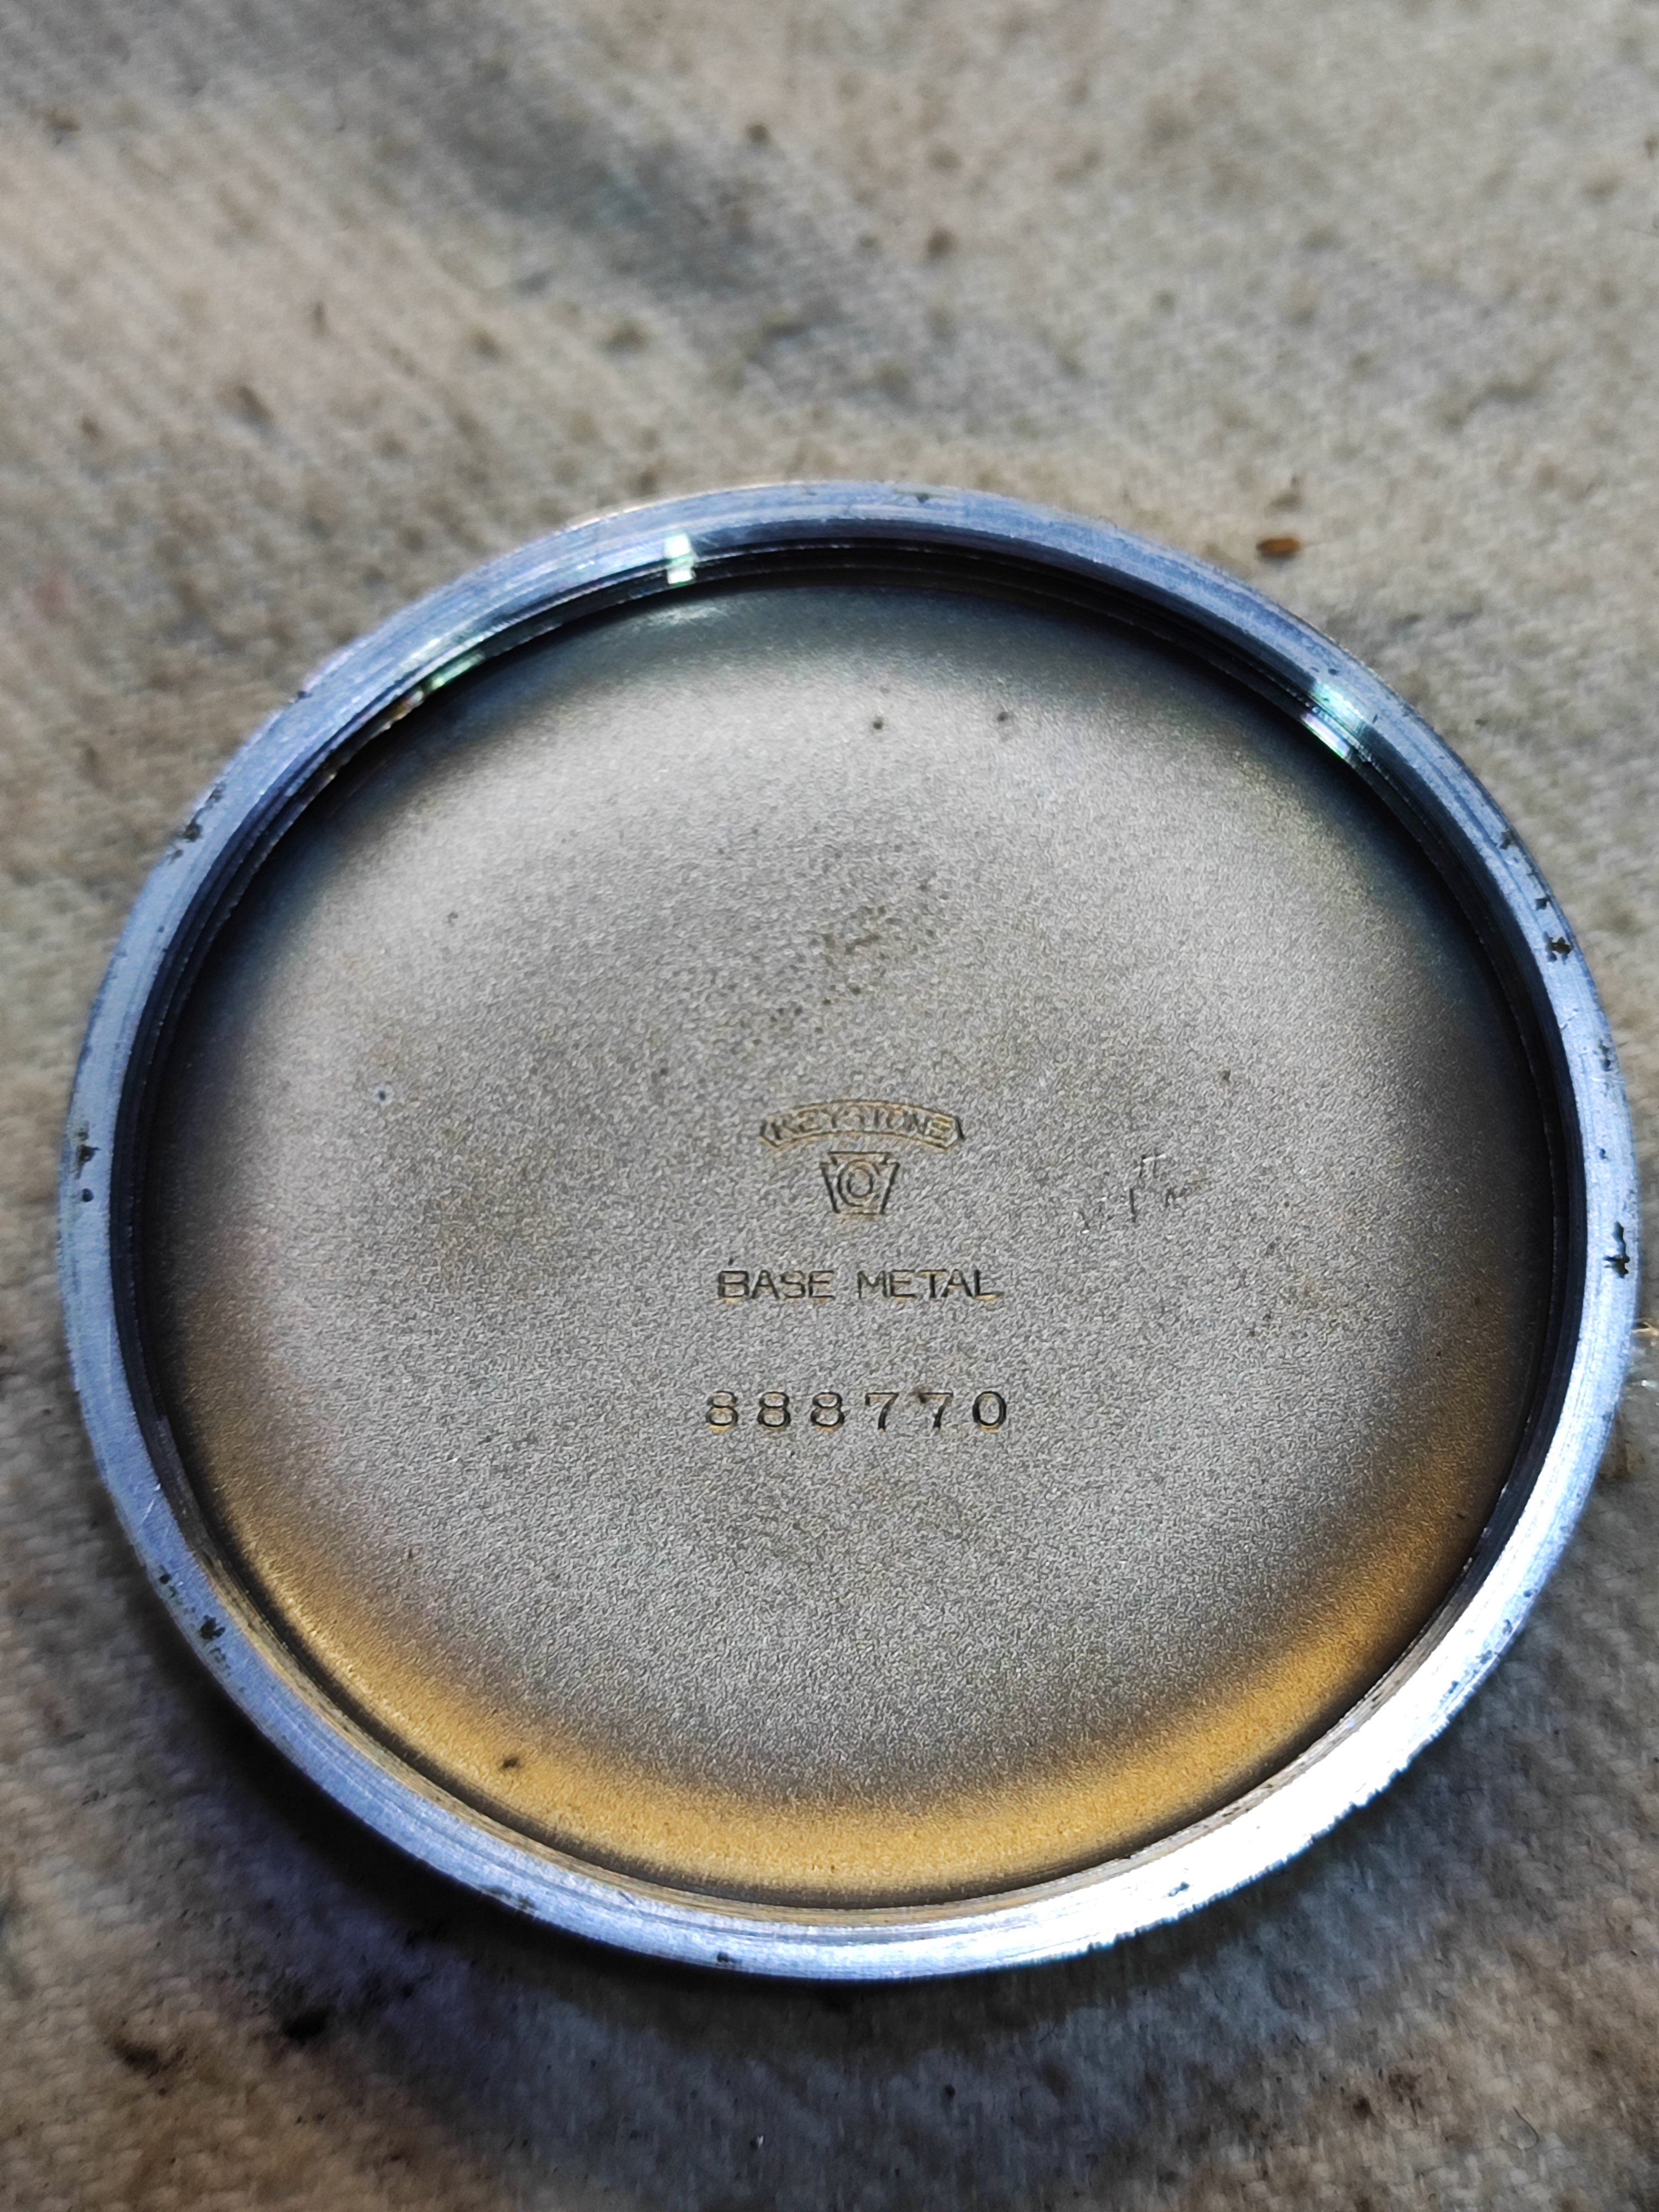 KEYSTONE
O
BASE METAL
888770